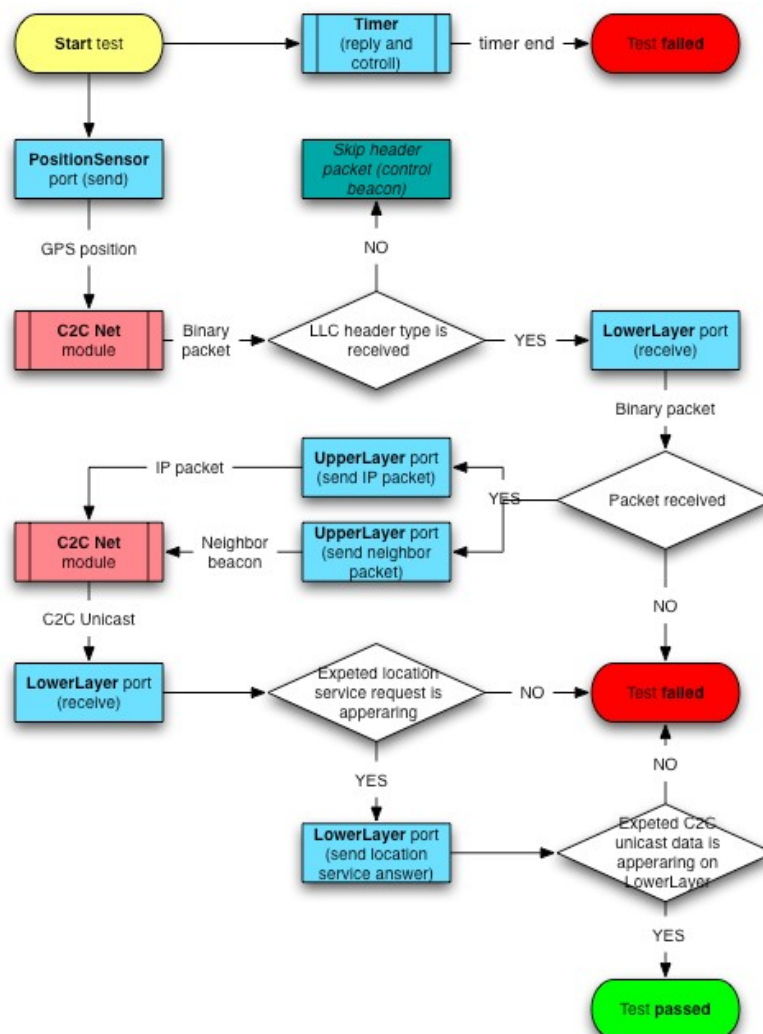 Start test
Timer
(reply and
cotroll)
timer end
Test failed
PositionSensor
port (send)
Skip header
packet (control
beacon)
GPS position
NO
C2C Net
module
Binary
packet
LLC header type is
received
YES
LowerLayer port
(receive)
Binary packet
UpperLayer port
(send IP packet)
IP packet
YES
Packet received
C2C Net
module
Neighbor
beacon
UpperLayer port
(send neighbor
packet)
C2C Unicast
NO
LowerLayer port
(receive)
Expeted location
service request is
apperaring
NO
Test failed
YES
NO
LowerLayer port
(send location
service answer)
Expeted C2C
unicast data is
apperaring on
LowerLayer
YES
Test passed